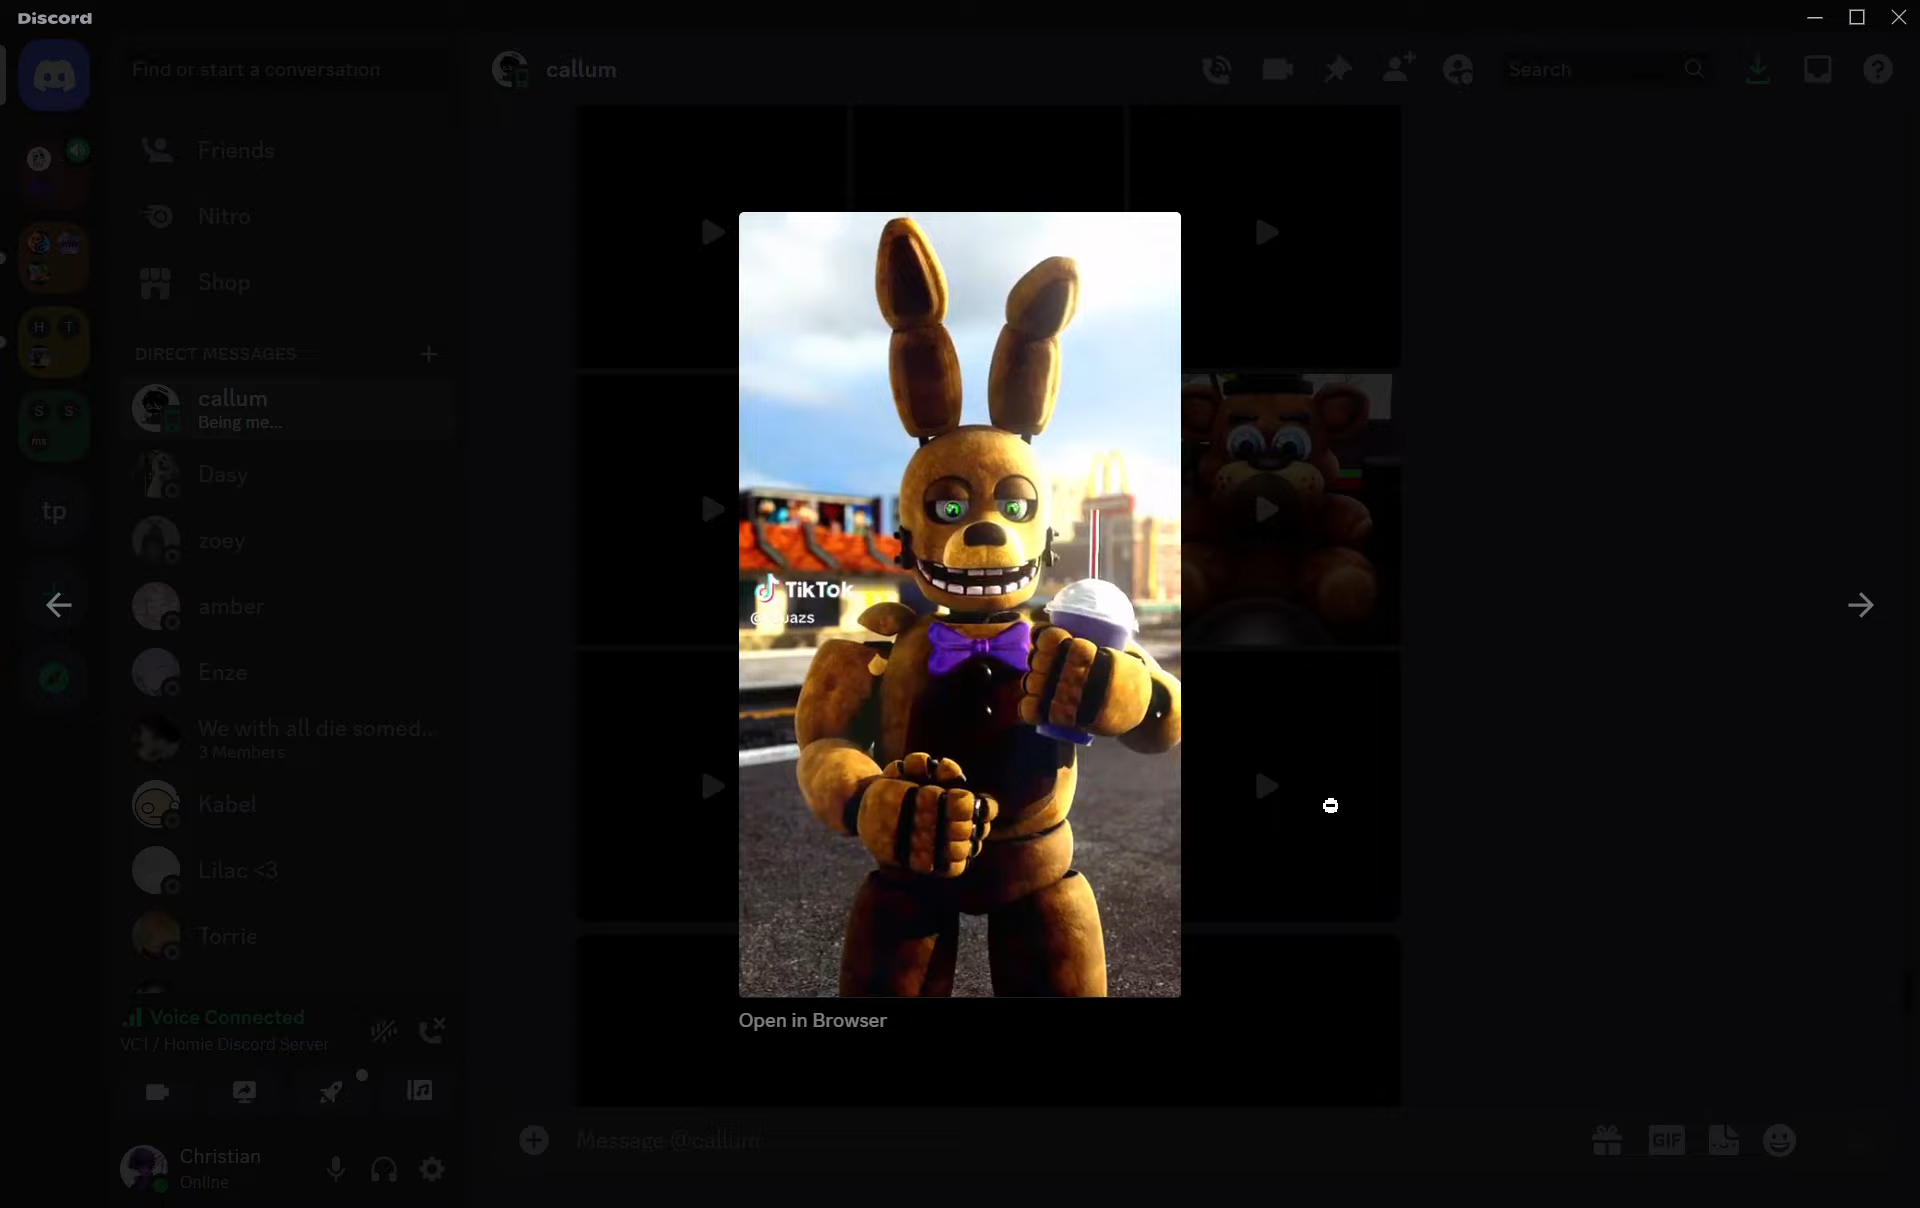 Discord
Find or start a conversation
callum
Search
Friends
Nitro
Shop
DIRECT MESSAGES
callum
Being me...
Dasy
zoey
amber
Enze
We with all die somed...
3 Members
Kabel
Lilac <3
Torrie
Voice Connected
VC1 / Homie Discord Server
Christian
Online
H T
S S
ms
tp
TikTok
Open in Browser
Message @callum
GIF